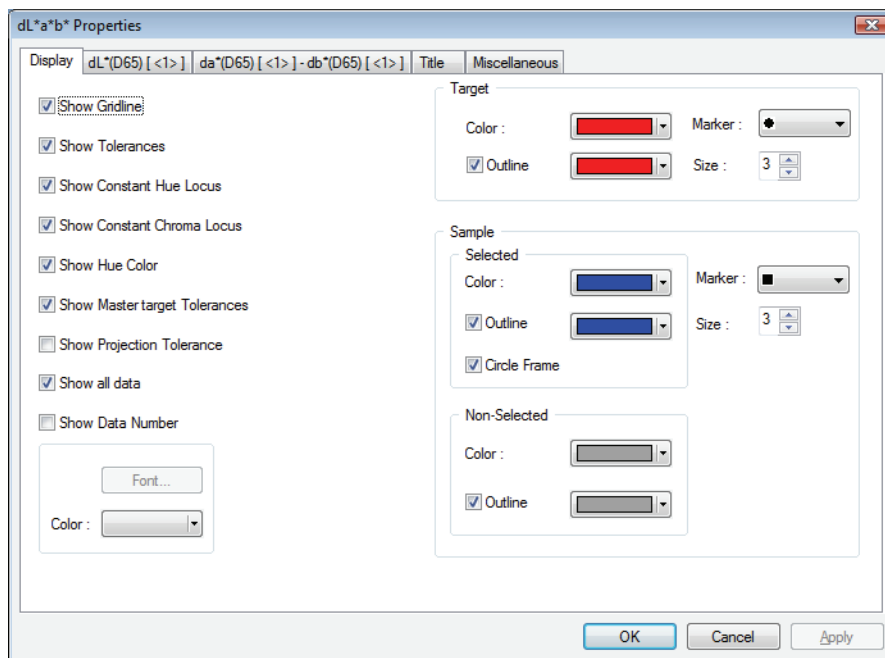 dL*a*b* Properties
Display
dL*(D65) [ <1> ]
da*(D65) [ <1> ] - db*(D65) [ <1> ]
Title
Miscellaneous
Show Gridline
Show Tolerances
Show Constant Hue Locus
Show Constant Chroma Locus
Show Hue Color
Show Master target Tolerances
Show Projection Tolerance
Show all data
Show Data Number
Font...
Color :
Target
Color :
Marker :
Outline
Size :
3
Sample
Selected
Color :
Marker :
Outline
Size :
3
Circle Frame
Non-Selected
Color :
Outline
OK
Cancel
Apply